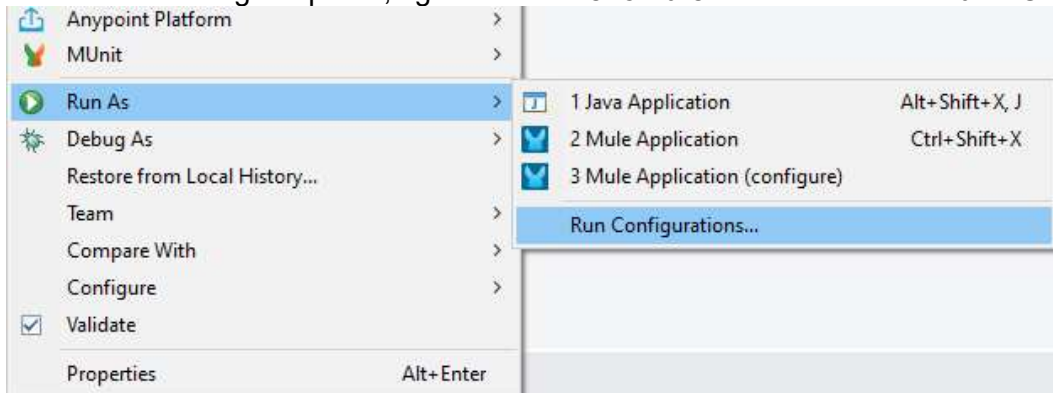 Anypoint Platform >
MUnit >
Run As >
1 Java Application Alt+Shift+X, J
Debug As >
2 Mule Application Ctrl+Shift+X
Restore from Local History...
3 Mule Application (configure)
Team >
Run Configurations...
Compare With >
Configure >
Validate
Properties Alt+Enter